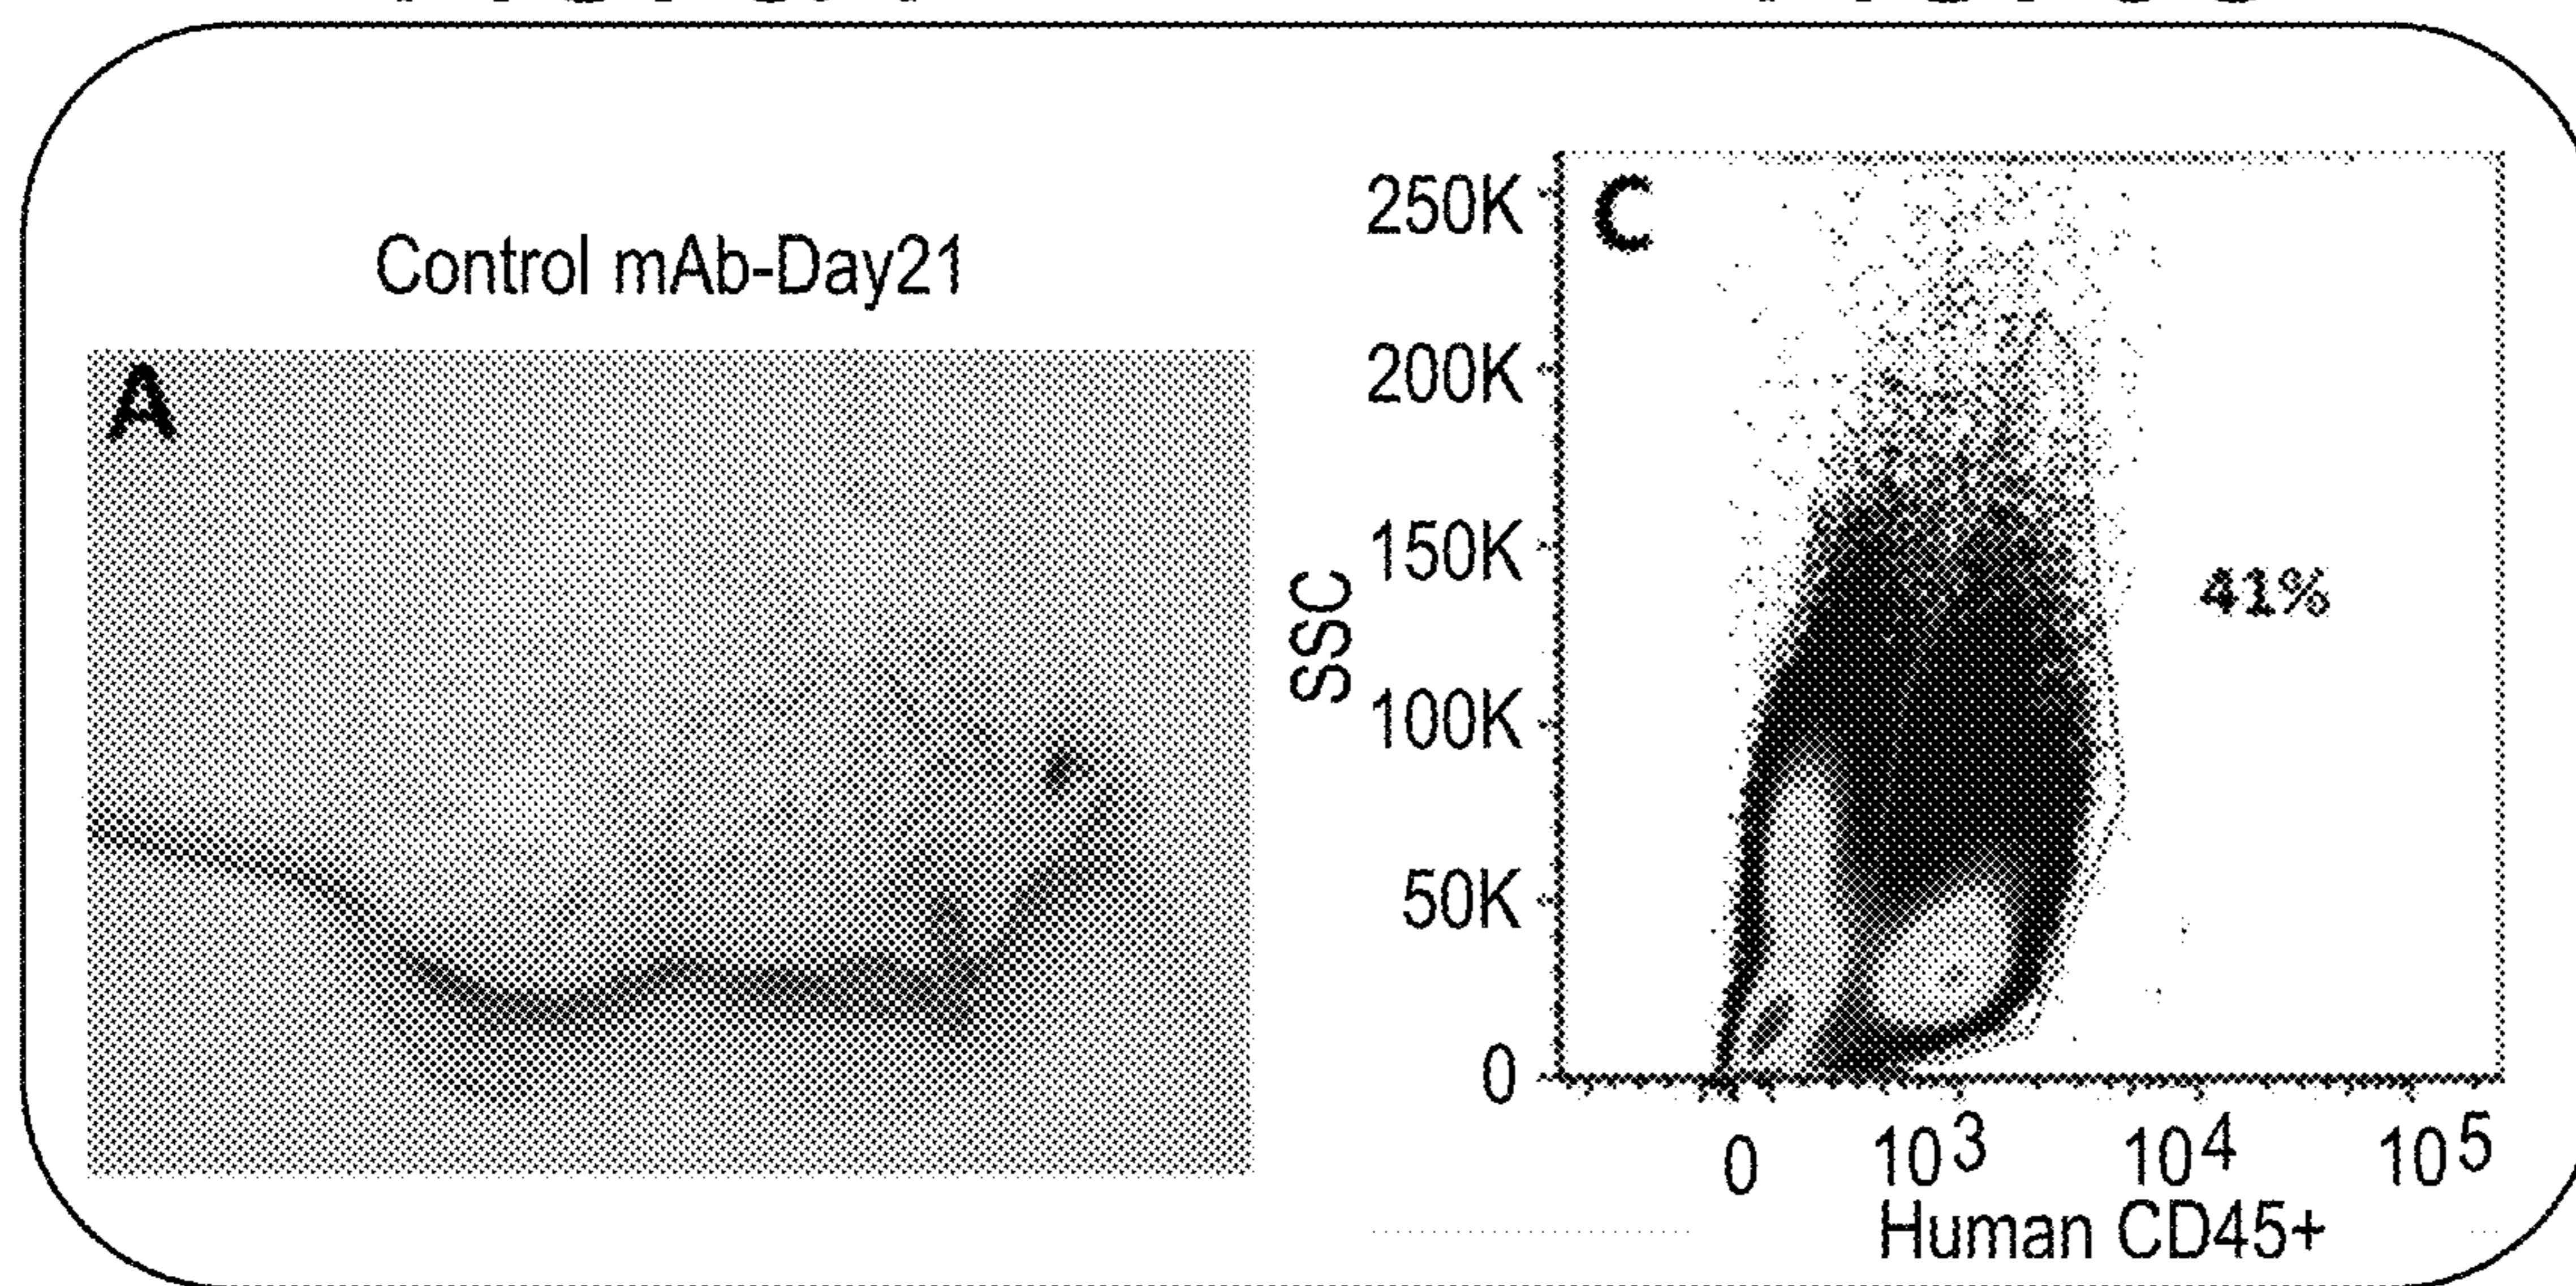 Control mAb-Day21
A
C
250K
200K
150K
100K
50K
0
SSC
41%
0 10³ 10⁴ 10⁵
Human CD45+